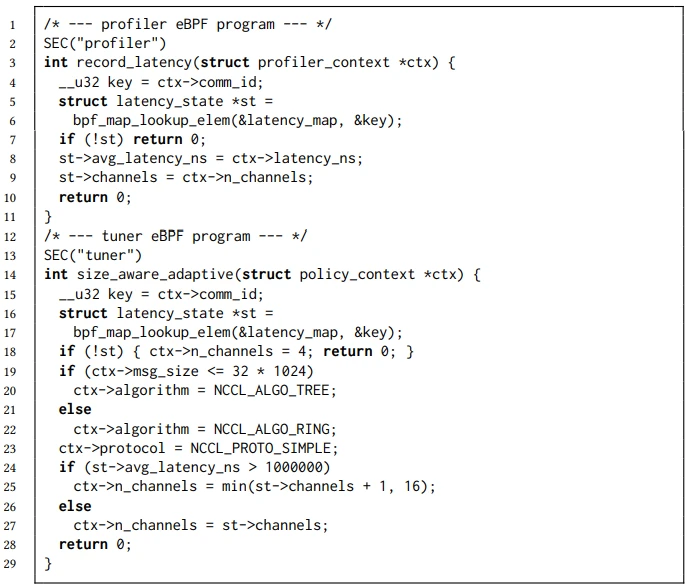 1 /* --- profiler eBPF program --- */
2 SEC("profiler")
3 int record_latency(struct profiler_context *ctx) {
4   __u32 key = ctx->comm_id;
5   struct latency_state *st =
6     bpf_map_lookup_elem(&latency_map, &key);
7   if (!st) return 0;
8   st->avg_latency_ns = ctx->latency_ns;
9   st->channels = ctx->n_channels;
10   return 0;
11 }
12 /* --- tuner eBPF program --- */
13 SEC("tuner")
14 int size_aware_adaptive(struct policy_context *ctx) {
15   __u32 key = ctx->comm_id;
16   struct latency_state *st =
17     bpf_map_lookup_elem(&latency_map, &key);
18   if (!st) { ctx->n_channels = 4; return 0; }
19   if (ctx->msg_size <= 32 * 1024)
20     ctx->algorithm = NCCL_ALGO_TREE;
21   else
22     ctx->algorithm = NCCL_ALGO_RING;
23   ctx->protocol = NCCL_PROTO_SIMPLE;
24   if (st->avg_latency_ns > 1000000)
25     ctx->n_channels = min(st->channels + 1, 16);
26   else
27     ctx->n_channels = st->channels;
28   return 0;
29 }